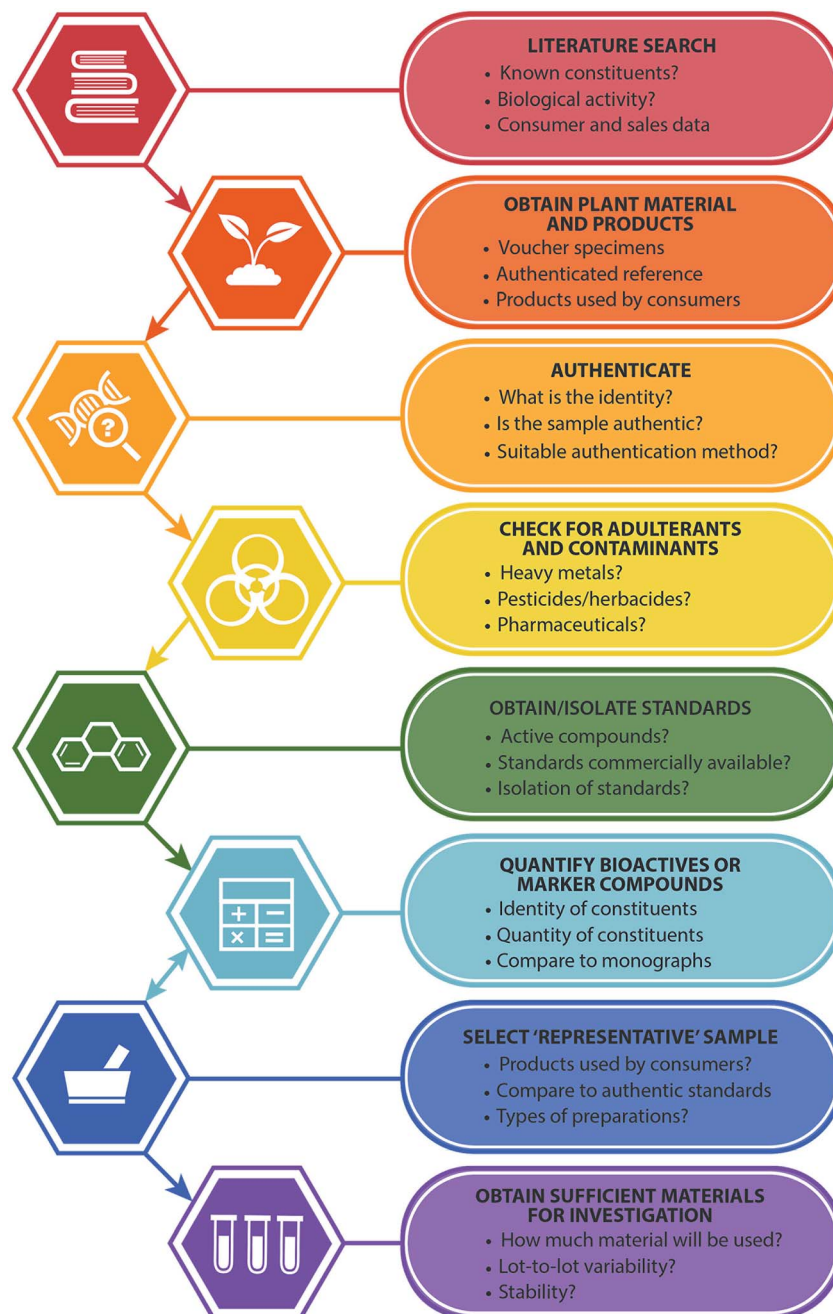 LITERATURE SEARCH
• Known constituents?
• Biological activity?
• Consumer and sales data
OBTAIN PLANT MATERIAL
AND PRODUCTS
• Voucher specimens
• Authenticated reference
• Products used by consumers
AUTHENTICATE
• What is the identity?
• Is the sample authentic?
• Suitable authentication method?
?
CHECK FOR ADULTERANTS
AND CONTAMINANTS
• Heavy metals?
• Pesticides/herbacides?
• Pharmaceuticals?
OBTAIN/ISOLATE STANDARDS
• Active compounds?
• Standards commercially available?
• Isolation of standards?
QUANTIFY BIOACTIVES OR
MARKER COMPOUNDS
• Identity of constituents
• Quantity of constituents
• Compare to monographs
+ −
× =
SELECT ‘REPRESENTATIVE’ SAMPLE
• Products used by consumers?
• Compare to authentic standards
• Types of preparations?
OBTAIN SUFFICIENT MATERIALS
FOR INVESTIGATION
• How much material will be used?
• Lot-to-lot variability?
• Stability?